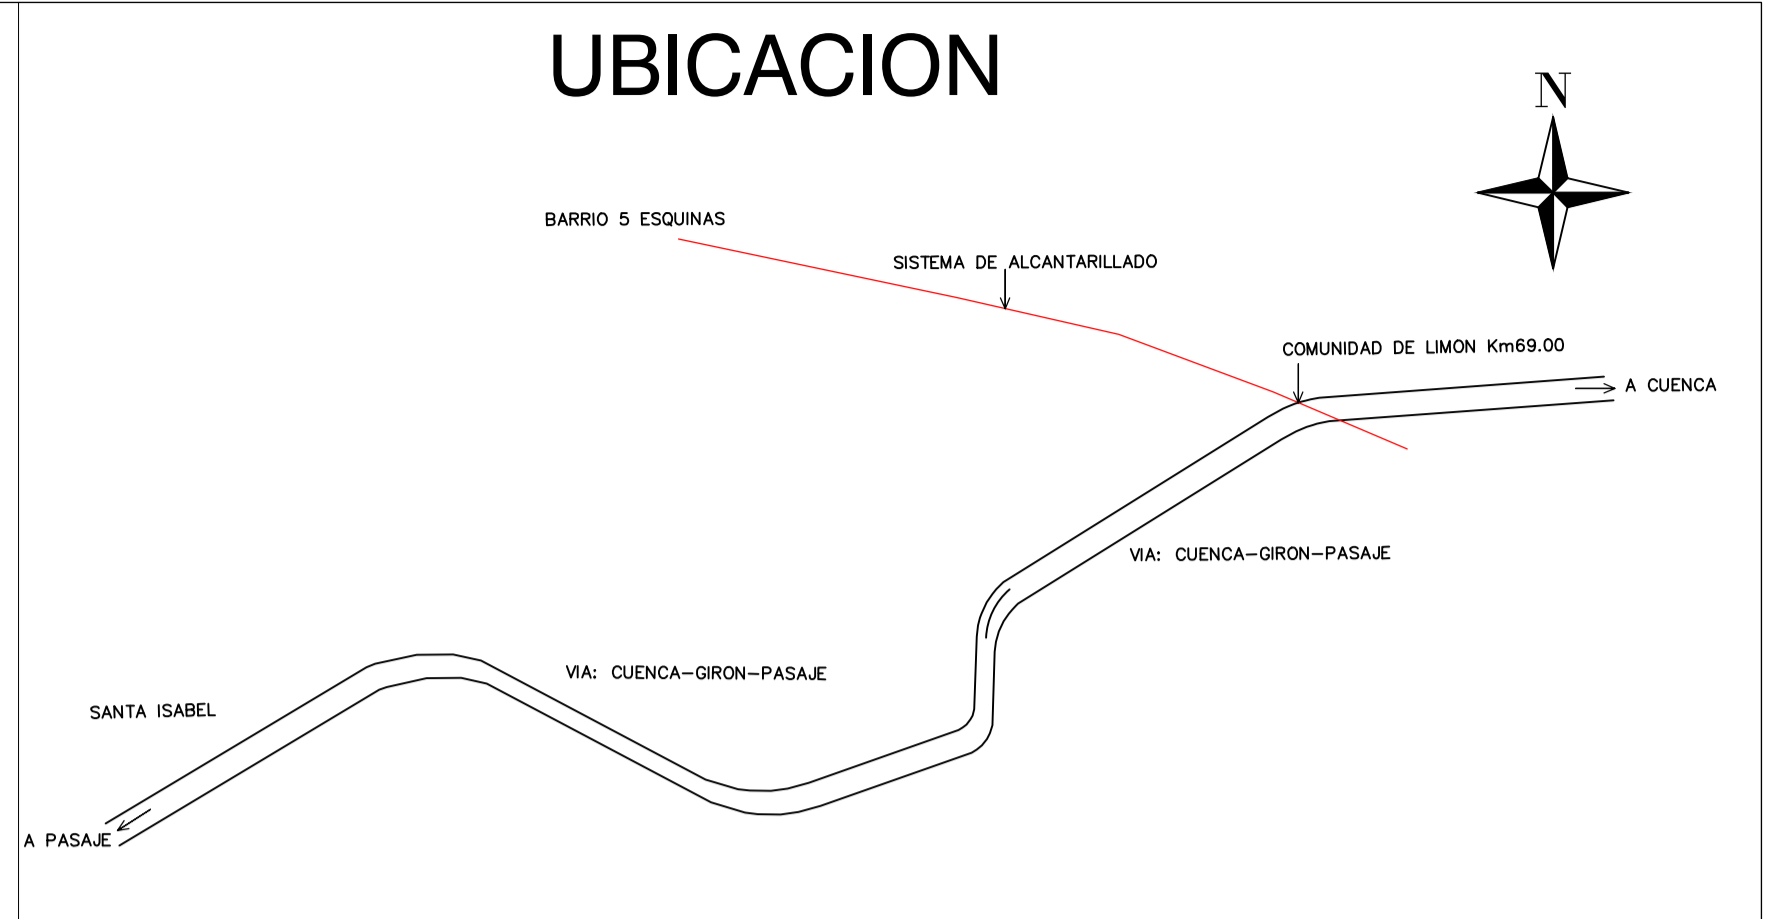 UBICACION
N
BARRIO 5 ESQUINAS
SISTEMA DE ALCANTARILLADO
COMUNIDAD DE LIMON Km69.00
A CUENCA
VIA: CUENCA-GIRON-PASAJE
VIA: CUENCA-GIRON-PASAJE
SANTA ISABEL
A PASAJE